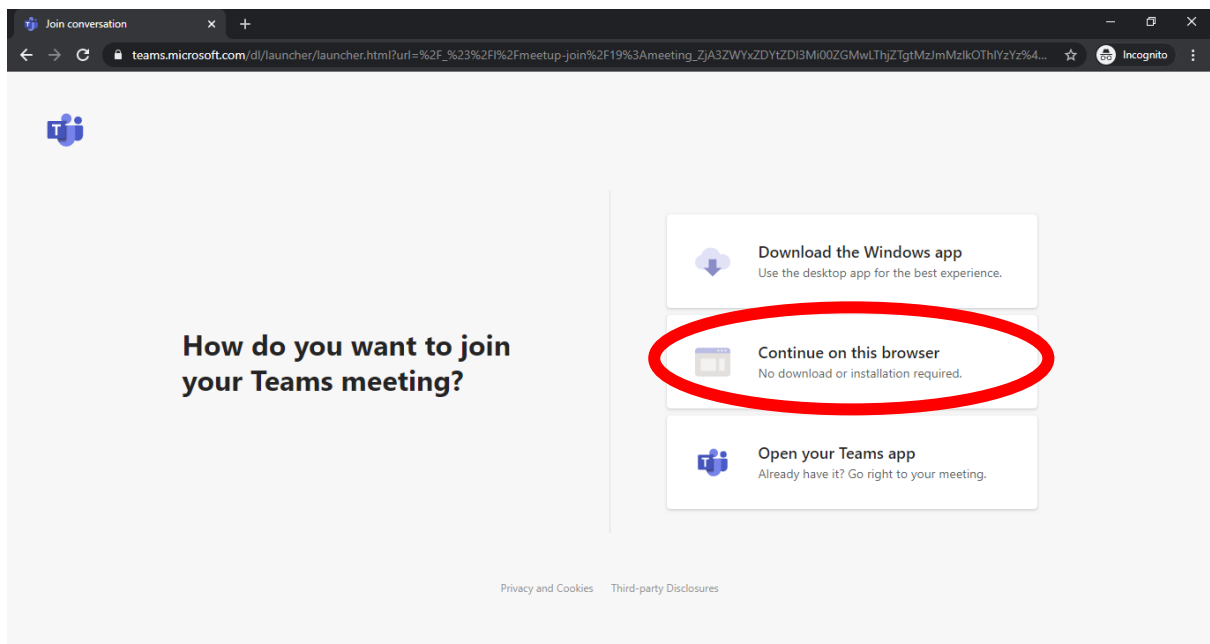 Join conversation
teams.microsoft.com/dl/launcher/launcher.html?url=%2F_%23%2Fl%2Fmeetup-join%2F19%3Ameeting_ZjA3ZWYxZDYtZDI3Mi00ZGMwLThjZTgtMzJmMzlkOThlYzYz%4...
Incognito
Download the Windows app
Use the desktop app for the best experience.
How do you want to join
your Teams meeting?
Continue on this browser
No download or installation required.
Open your Teams app
Already have it? Go right to your meeting.
Privacy and Cookies
Third-party Disclosures